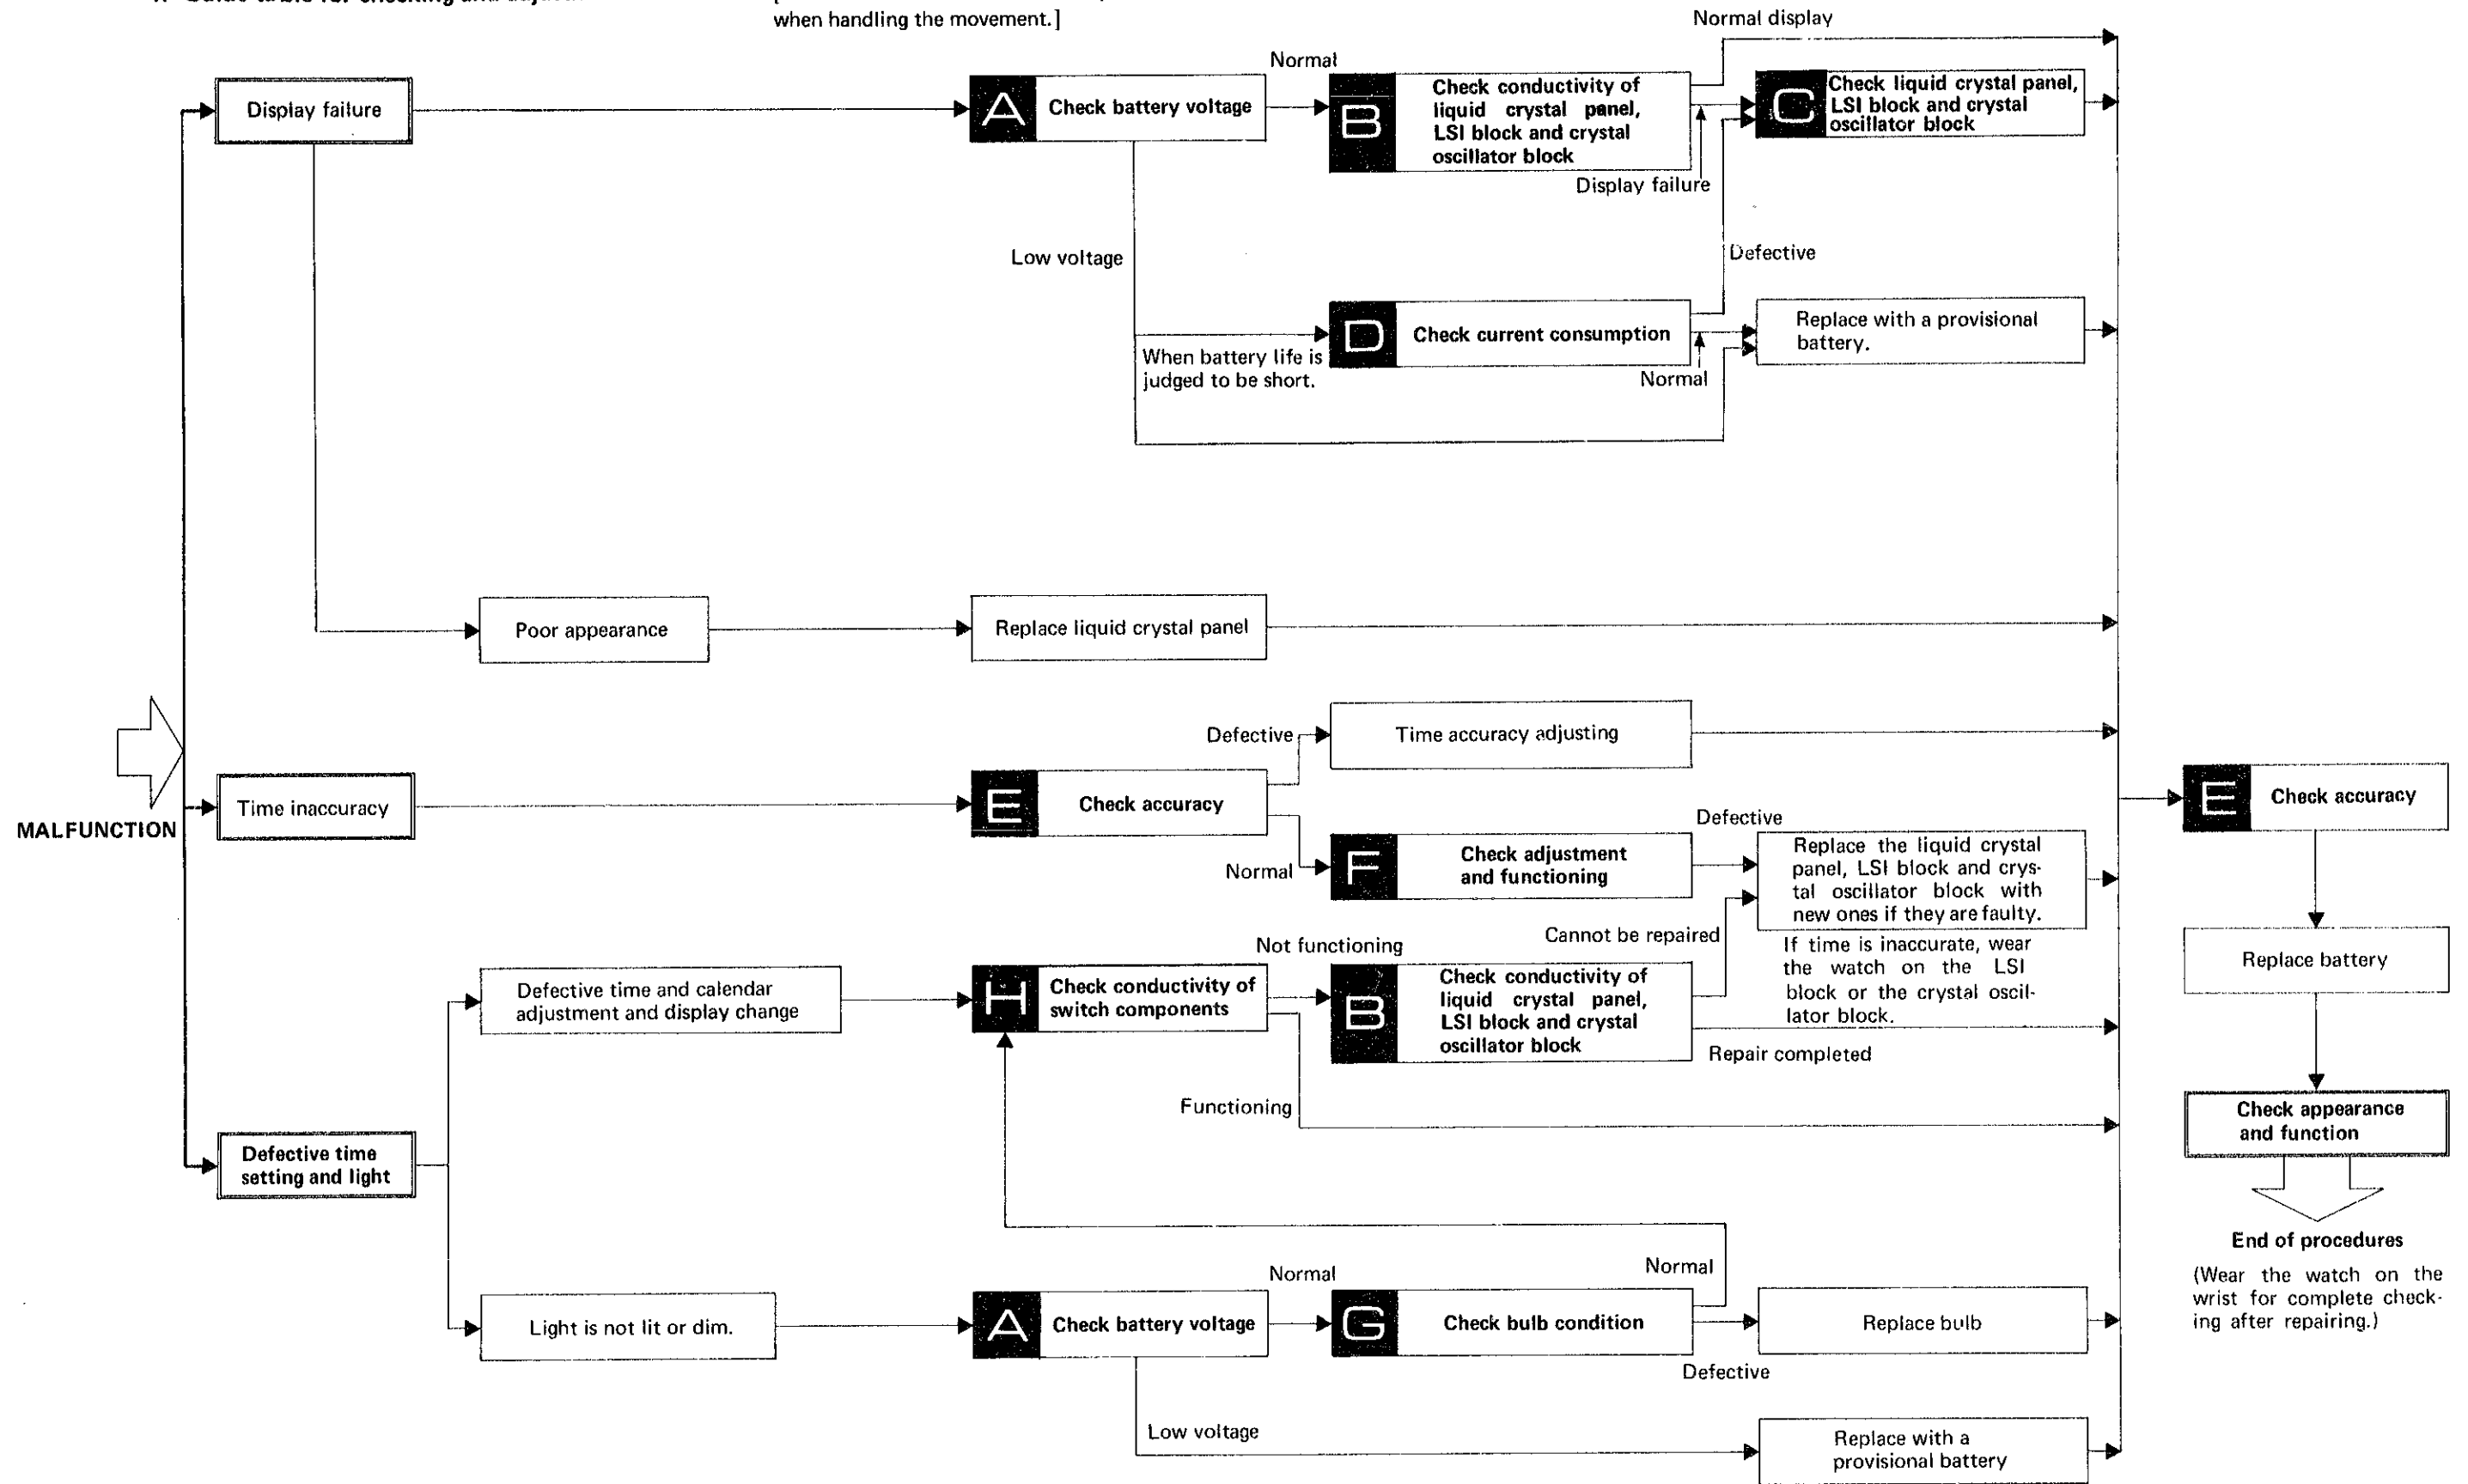 when handling the movement.]
Normal display
Normal
Display failure
A
Check battery voltage
B
Check conductivity of
liquid crystal panel,
LSI block and crystal
oscillator block
C
Check liquid crystal panel,
LSI block and crystal
oscillator block
Display failure
Low voltage
Defective
D
Check current consumption
Replace with a provisional
battery.
When battery life is
judged to be short.
Normal
Poor appearance
Replace liquid crystal panel
Defective
Time accuracy adjusting
MALFUNCTION
Time inaccuracy
E
Check accuracy
Normal
F
Check adjustment
and functioning
Defective
Replace the liquid crystal
panel, LSI block and crys-
tal oscillator block with
new ones if they are faulty.
If time is inaccurate, wear
the watch on the LSI
block or the crystal oscil-
lator block.
E
Check accuracy
Replace battery
Check appearance
and function
End of procedures
(Wear the watch on the
wrist for complete check-
ing after repairing.)
Defective time
setting and light
Defective time and calendar
adjustment and display change
H
Check conductivity of
switch components
Not functioning
Cannot be repaired
B
Check conductivity of
liquid crystal panel,
LSI block and crystal
oscillator block
Repair completed
Functioning
Light is not lit or dim.
A
Check battery voltage
Normal
G
Check bulb condition
Normal
Replace bulb
Defective
Low voltage
Replace with a
provisional battery